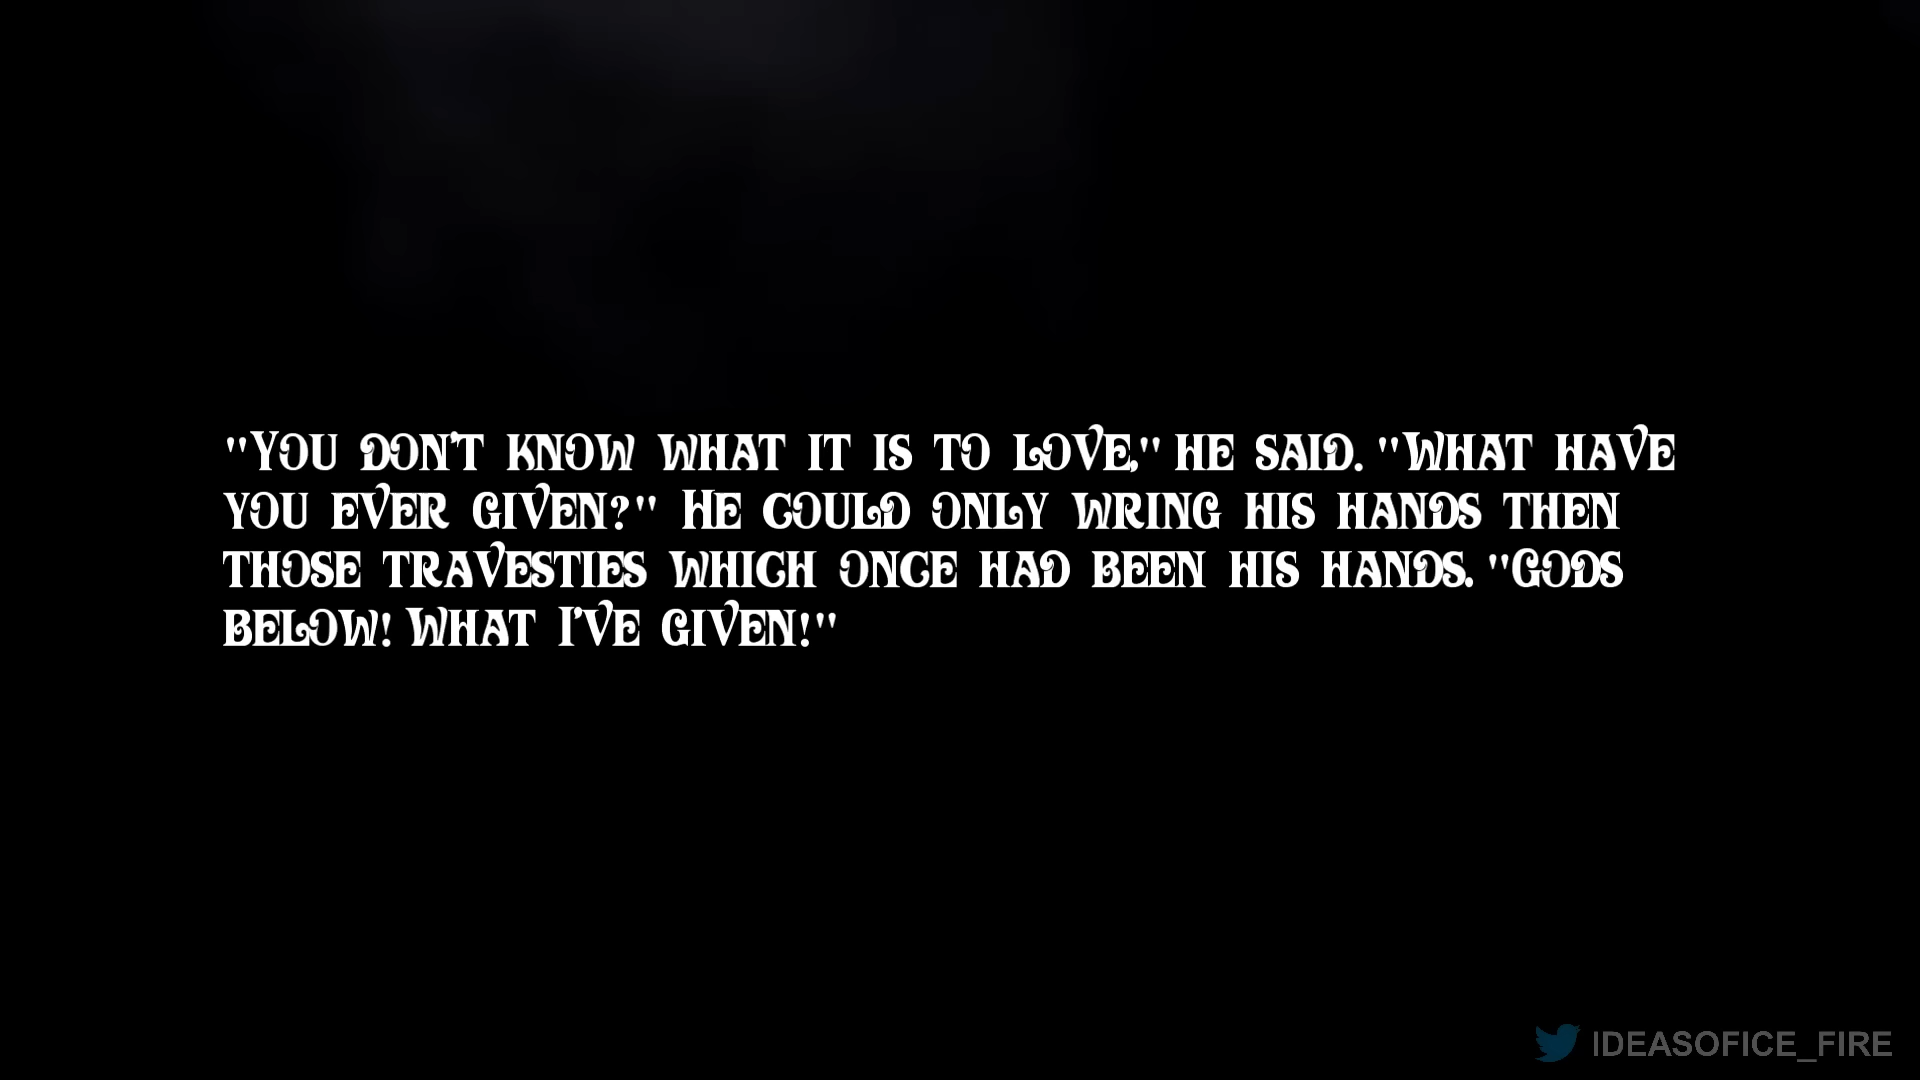 "You don't know what it is to love," he said. "What have
you ever given?" He could only wring his hands then
those travesties which once had been his hands. "Gods
below! What I've given!"
IDEASOFICE_FIRE